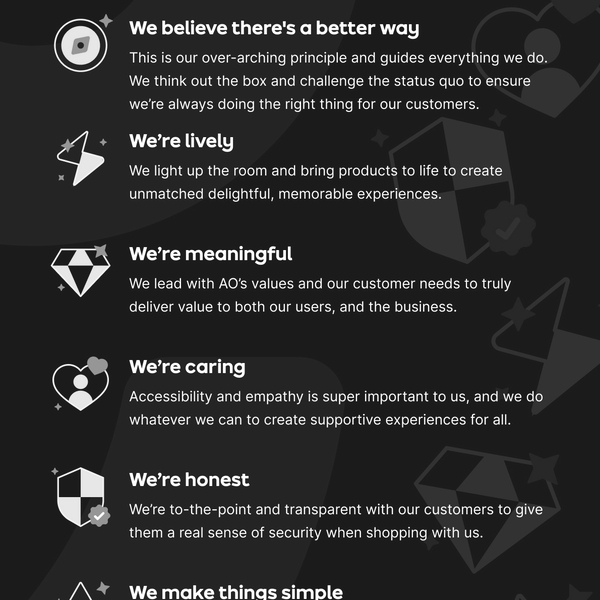 We believe there's a better way
This is our over-arching principle and guides everything we do.
We think out the box and challenge the status quo to ensure
we’re always doing the right thing for our customers.
We’re lively
We light up the room and bring products to life to create
unmatched delightful, memorable experiences.
We’re meaningful
We lead with AO’s values and our customer needs to truly
deliver value to both our users, and the business.
We’re caring
Accessibility and empathy is super important to us, and we do
whatever we can to create supportive experiences for all.
We’re honest
We’re to-the-point and transparent with our customers to give
them a real sense of security when shopping with us.
We make things simple